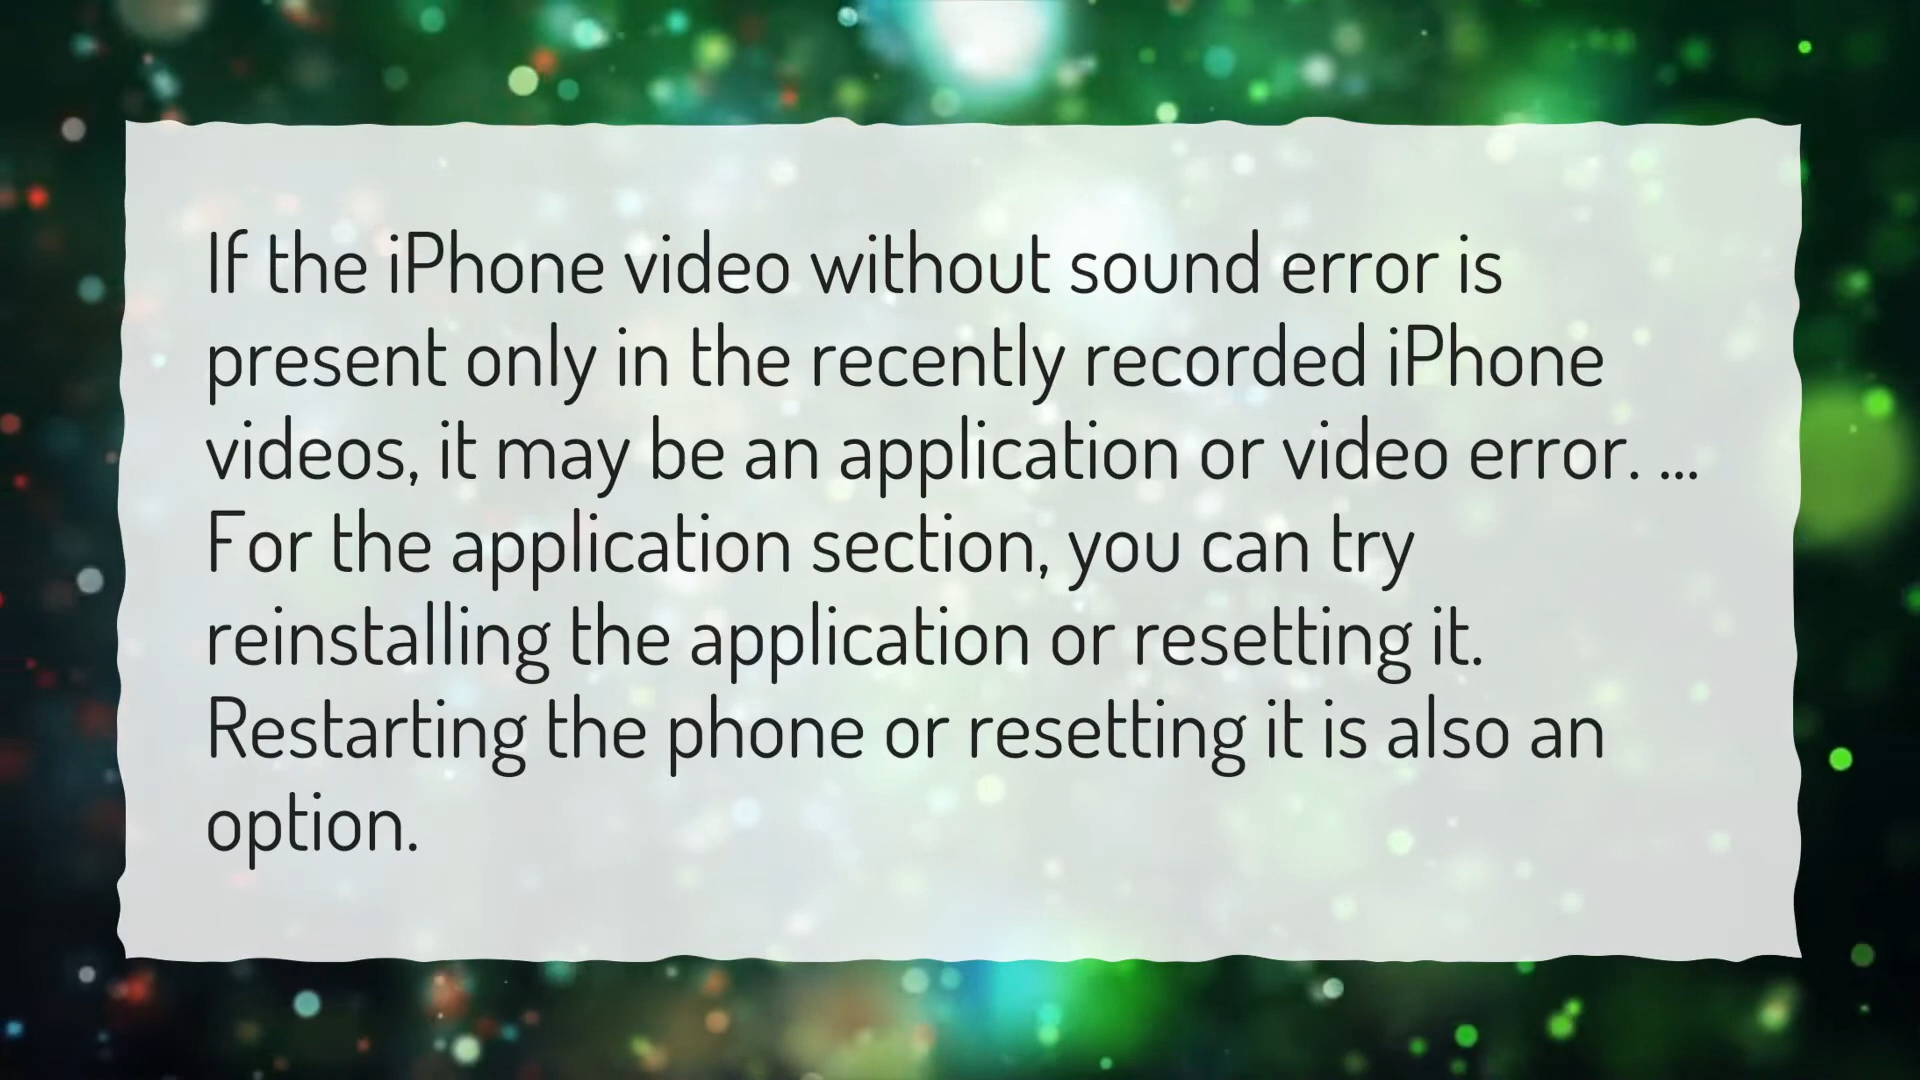 If the iPhone video without sound error is
present only in the recently recorded iPhone
videos, it may be an application or video error. ...
For the application section, you can try
reinstalling the application or resetting it.
Restarting the phone or resetting it is also an
option.